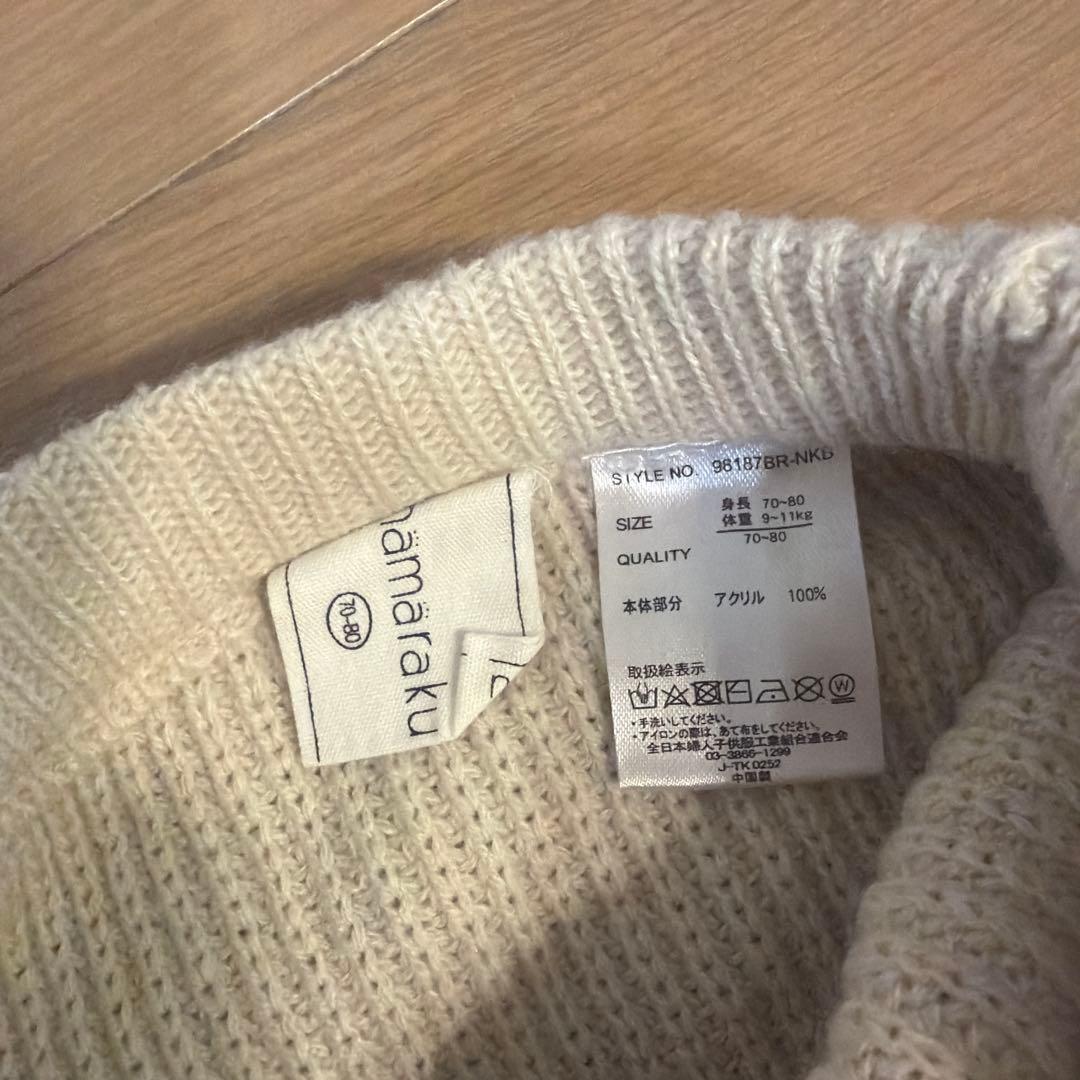 hämäraku
70-80
STYLE NO. 98187BR-NKB
SIZE
身長 70~80
体重 9~11kg
70~80
QUALITY
本体部分 アクリル 100%
取扱絵表示
W
・手洗いしてください。
・アイロンの際は、あて布をしてください。
全日本婦人子供服工業組合連合会
03-3866-1299
J-TK0252
中国製